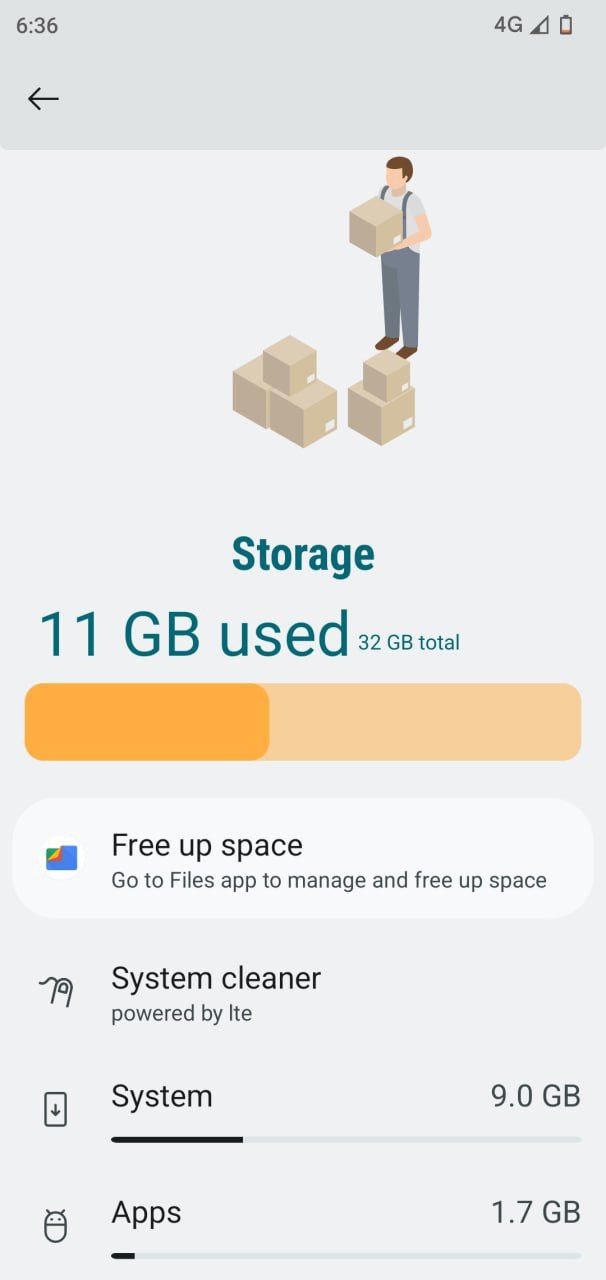 6:36 4G
Storage
11 GB used 32 GB total
Free up space
Go to Files app to manage and free up space
System cleaner
powered by lte
System 9.0 GB
Apps 1.7 GB